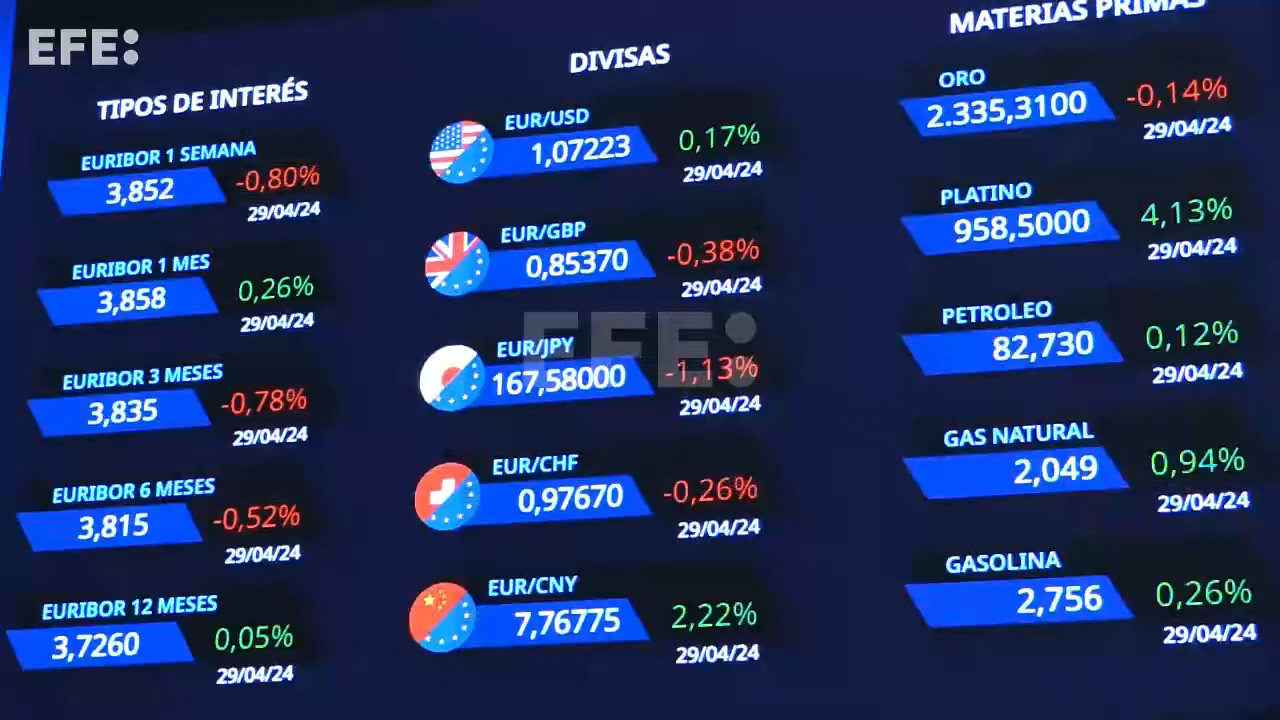 EFE:
TIPOS DE INTERÉS
EURIBOR 1 SEMANA
3,852 -0,80%
29/04/24
EURIBOR 1 MES
3,858 0,26%
29/04/24
EURIBOR 3 MESES
3,835 -0,78%
29/04/24
EURIBOR 6 MESES
3,815 -0,52%
29/04/24
EURIBOR 12 MESES
3,7260 0,05%
29/04/24
DIVISAS
EUR/USD
1,07223 0,17%
29/04/24
EUR/GBP
0,85370 -0,38%
29/04/24
EFE:
EUR/JPY
167,58000 -1,13%
29/04/24
EUR/CHF
0,97670 -0,26%
29/04/24
EUR/CNY
7,76775 2,22%
29/04/24
MATERIAS PRIMAS
ORO
2.335,3100 -0,14%
29/04/24
PLATINO
958,5000 4,13%
29/04/24
PETROLEO
82,730 0,12%
29/04/24
GAS NATURAL
2,049 0,94%
29/04/24
GASOLINA
2,756 0,26%
29/04/24